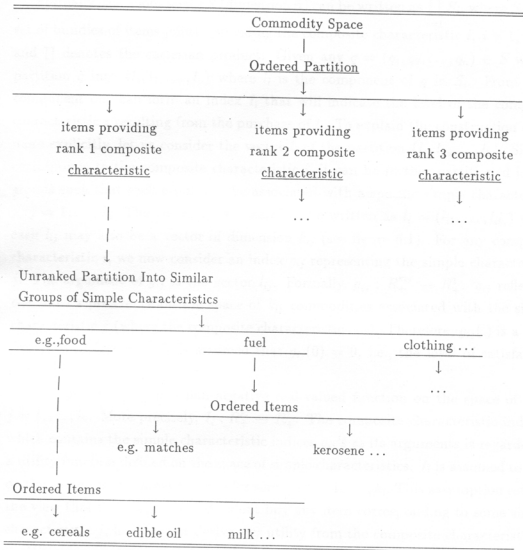 Commodity Space
Ordered Partition
items providing
rank 1 composite
characteristic
items providing
rank 2 composite
characteristic
...
items providing
rank 3 composite
characteristic
...
Unranked Partition Into Similar
Groups of Simple Characteristics
e.g.,food
fuel
clothing ...
...
Ordered Items
e.g. matches
kerosene ...
Ordered Items
e.g. cereals
edible oil
milk ...